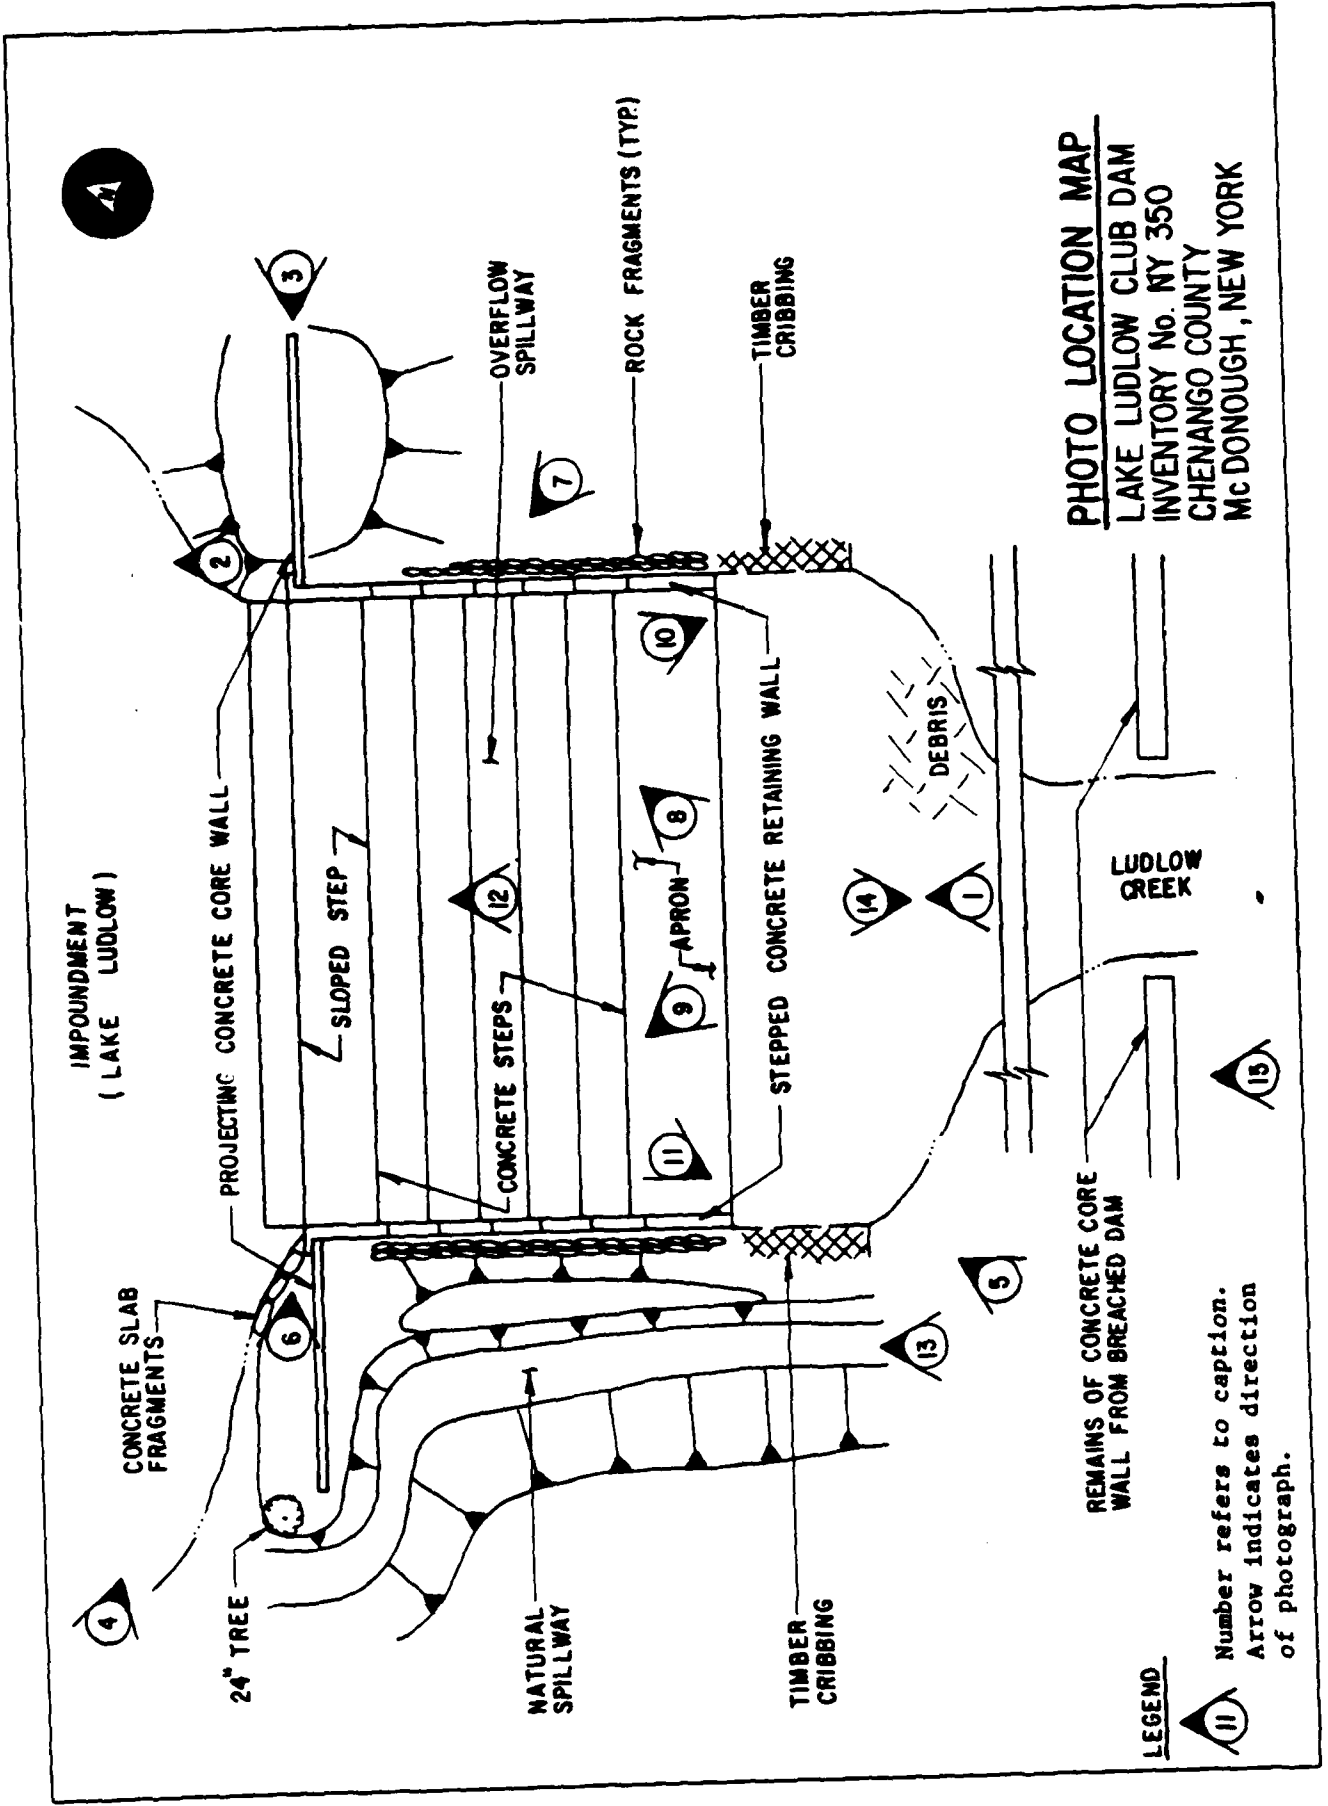 N
IMPOUNDMENT
(LAKE LUDLOW)
CONCRETE SLAB
FRAGMENTS
PROJECTING CONCRETE CORE WALL
24" TREE
SLOPED STEP
CONCRETE STEPS
OVERFLOW
SPILLWAY
NATURAL
SPILLWAY
ROCK FRAGMENTS (TYP.)
APRON
STEPPED CONCRETE RETAINING WALL
TIMBER
CRIBBING
TIMBER
CRIBBING
DEBRIS
LUDLOW
CREEK
REMAINS OF CONCRETE CORE
WALL FROM BREACHED DAM
1
2
3
4
5
6
7
8
9
10
11
12
13
14
15
PHOTO LOCATION MAP
LAKE LUDLOW CLUB DAM
INVENTORY No. NY 350
CHENANGO COUNTY
McDONOUGH, NEW YORK
LEGEND
11
Number refers to caption.
Arrow indicates direction
of photograph.